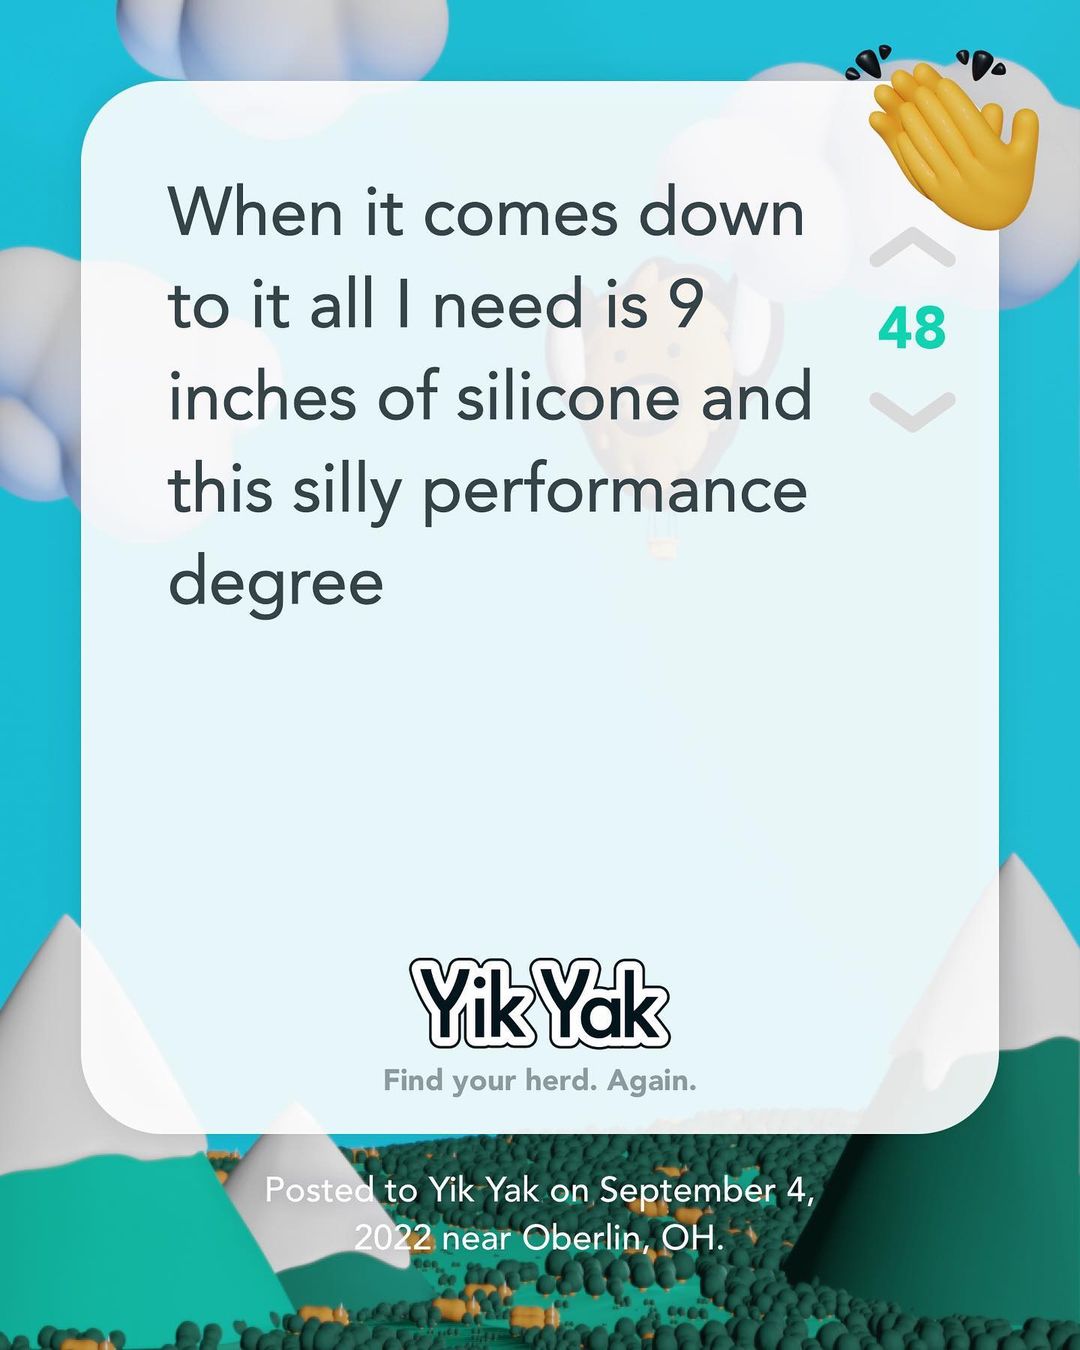 When it comes down
to it all I need is 9
inches of silicone and
this silly performance
degree
48
Yik Yak
Find your herd. Again.
Posted to Yik Yak on September 4,
2022 near Oberlin, OH.